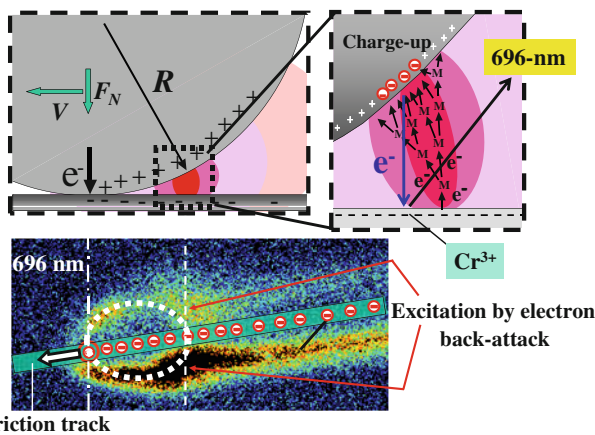 Charge-up
696-nm
R
V
F_N
e⁻
+ + + + + + + + + + + +
- - - - -
+ + + + + + + +
M
M
M
M
M
M
M
M
e⁻
e⁻
e⁻
e⁻
Cr³⁺
696 nm
Excitation by electron
back-attack
riction track